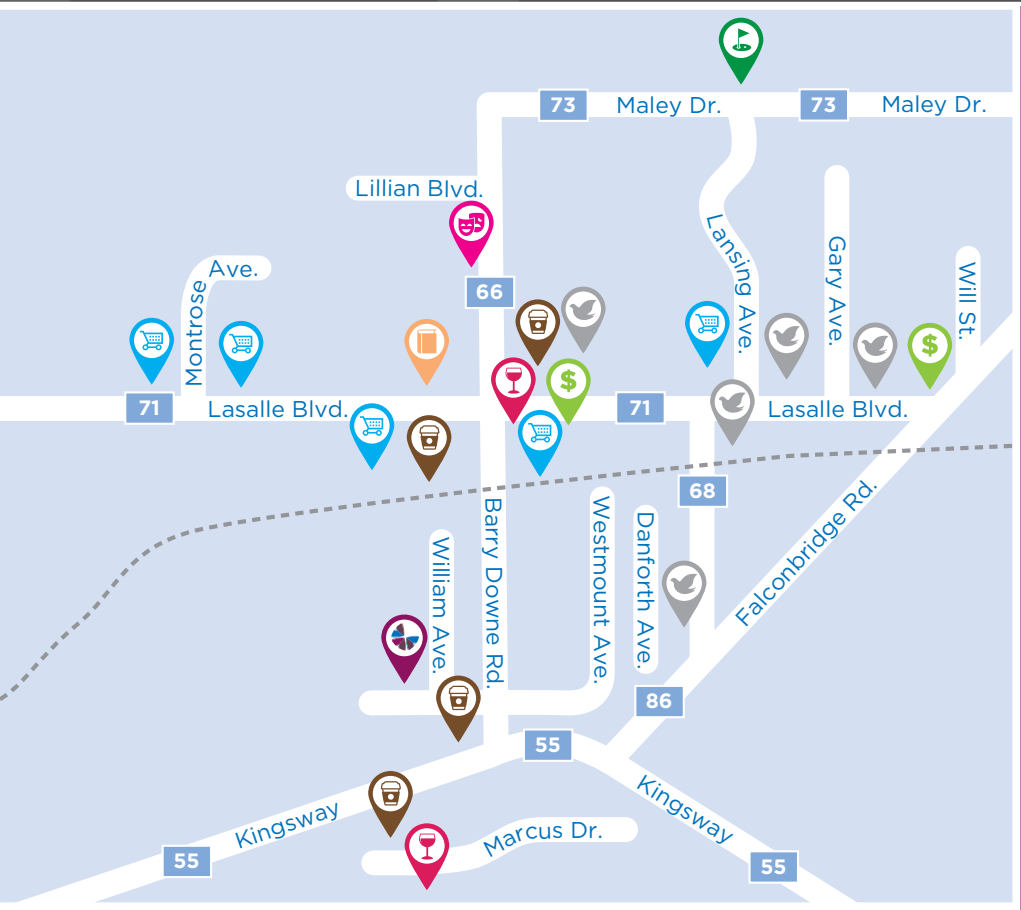 73
Maley Dr.
73
Maley Dr.
Lillian Blvd.
Lansing Ave.
Gary Ave.
Will St.
Montrose Ave.
66
$
$
71
Lasalle Blvd.
71
Lasalle Blvd.
68
Barry Downe Rd.
Westmount Ave.
Danforth Ave.
Falconbridge Rd.
William Ave.
86
55
Kingsway
Kingsway
Marcus Dr.
55
55